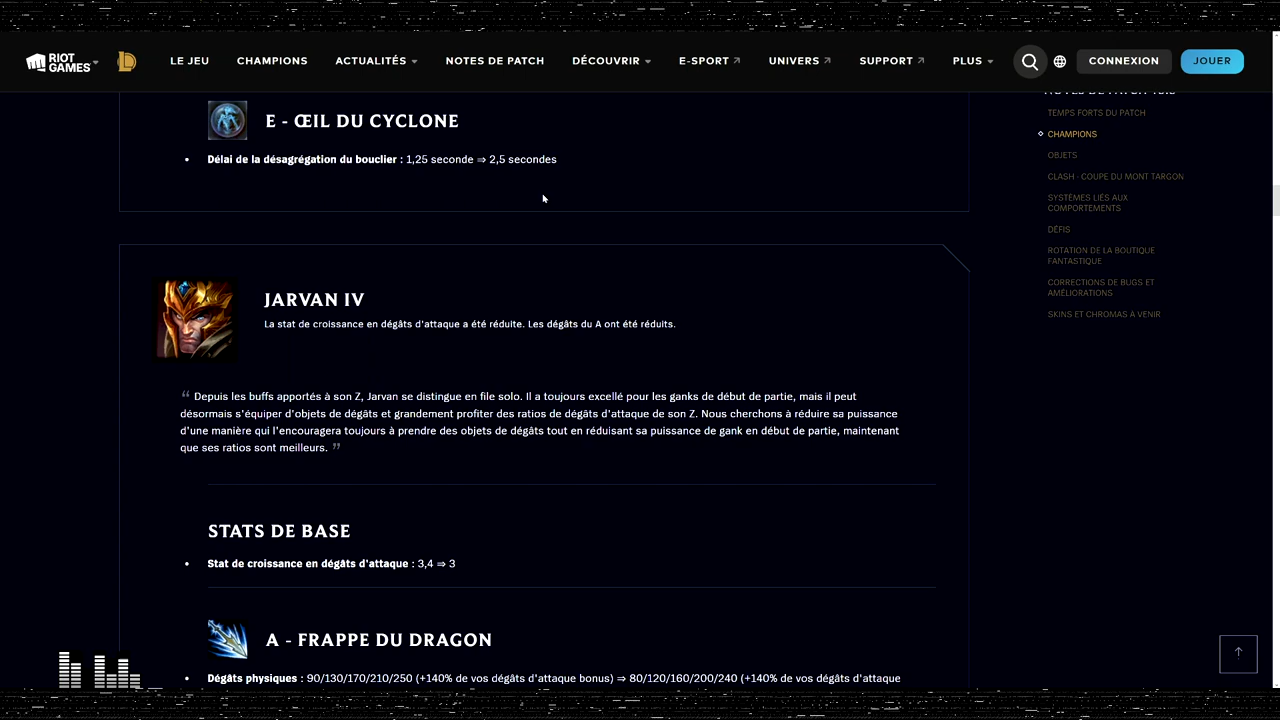 RIOT GAMES
LE JEU
CHAMPIONS
ACTUALITÉS
NOTES DE PATCH
DÉCOUVRIR
E-SPORT
UNIVERS
SUPPORT
PLUS
CONNEXION
JOUER
E - ŒIL DU CYCLONE
• Délai de la désagrégation du bouclier : 1,25 seconde ⇒ 2,5 secondes
JARVAN IV
La stat de croissance en dégâts d'attaque a été réduite. Les dégâts du A ont été réduits.
“ Depuis les buffs apportés à son Z, Jarvan se distingue en file solo. Il a toujours excellé pour les ganks de début de partie, mais il peut
désormais s'équiper d'objets de dégâts et grandement profiter des ratios de dégâts d'attaque de son Z. Nous cherchons à réduire sa puissance
d'une manière qui l'encouragera toujours à prendre des objets de dégâts tout en réduisant sa puissance de gank en début de partie, maintenant
que ses ratios sont meilleurs. ”
STATS DE BASE
• Stat de croissance en dégâts d'attaque : 3,4 ⇒ 3
A - FRAPPE DU DRAGON
• Dégâts physiques : 90/130/170/210/250 (+140% de vos dégâts d'attaque bonus) ⇒ 80/120/160/200/240 (+140% de vos dégâts d'attaque
TEMPS FORTS DU PATCH
CHAMPIONS
OBJETS
CLASH - COUPE DU MONT TARGON
SYSTÈMES LIÉS AUX
COMPORTEMENTS
DÉFIS
ROTATION DE LA BOUTIQUE
FANTASTIQUE
CORRECTIONS DE BUGS ET
AMÉLIORATIONS
SKINS ET CHROMAS À VENIR